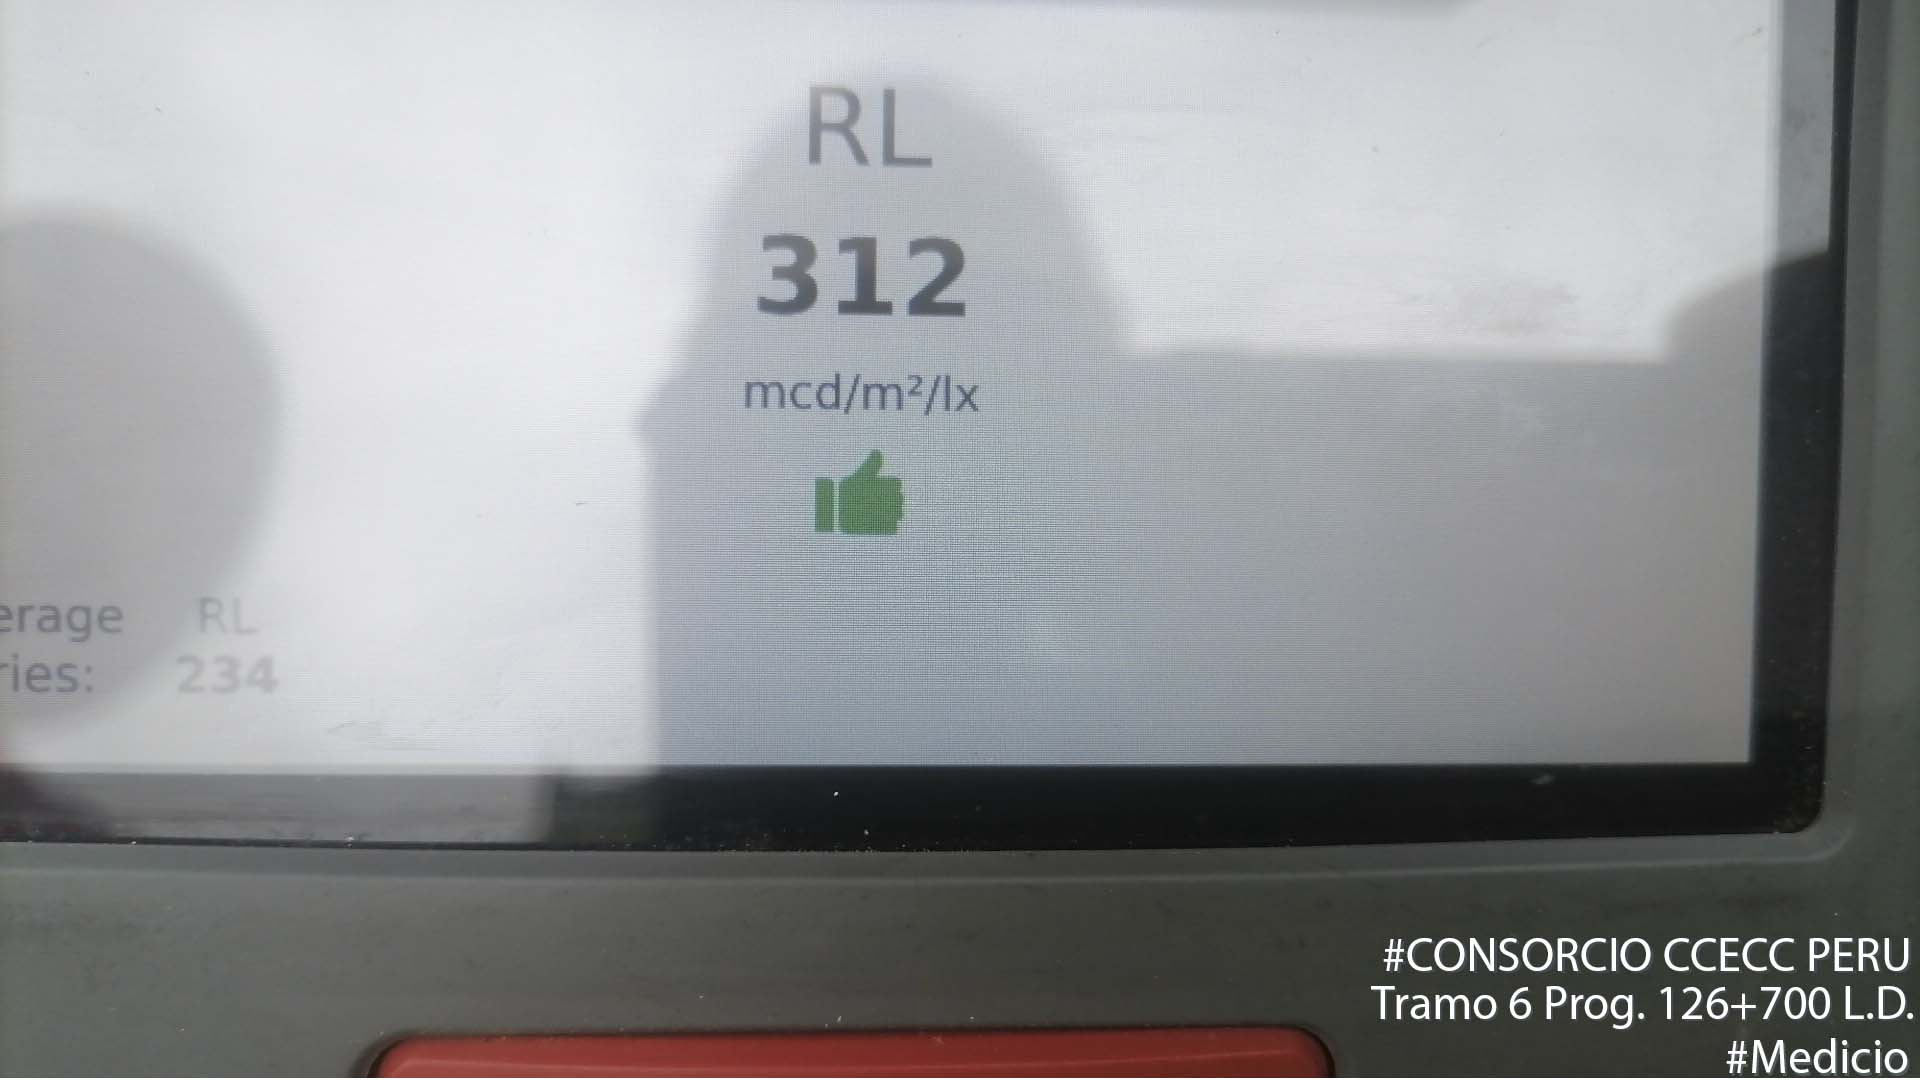 RL
312
mcd/m²/lx
erage RL
ries: 234
#CONSORCIO CCECC PERU
Tramo 6 Prog. 126+700 L.D.
#Medicio